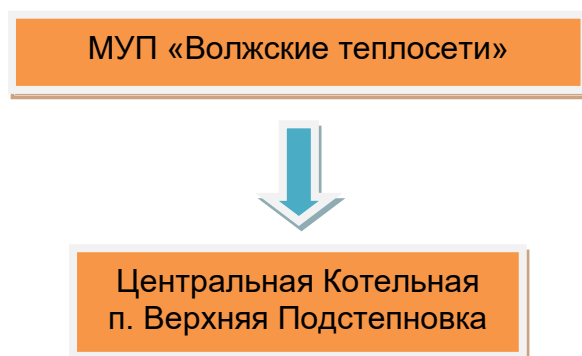 МУП «Волжские теплосети»
Центральная Котельная
п. Верхняя Подстепновка